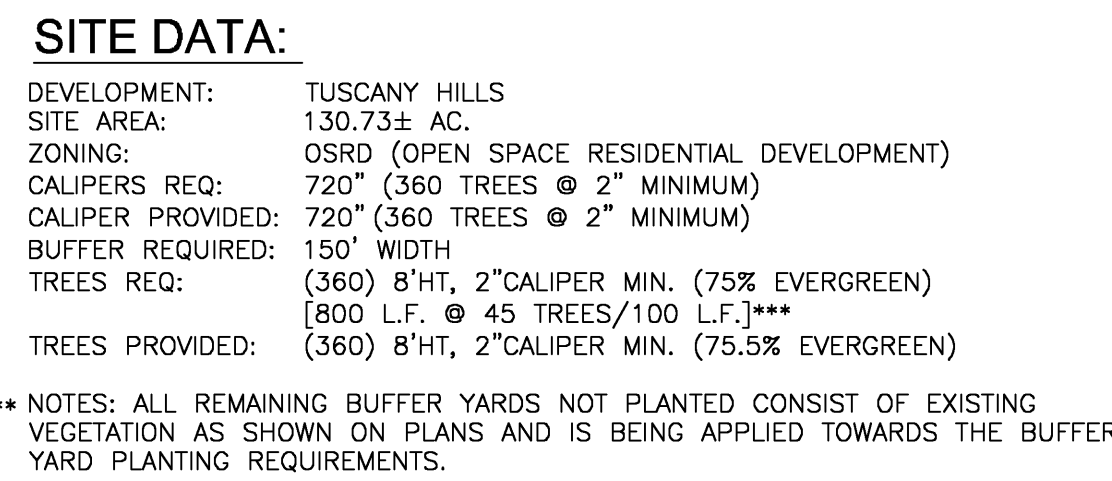 SITE DATA:
DEVELOPMENT: TUSCANY HILLS
SITE AREA: 130.73± AC.
ZONING: OSRD (OPEN SPACE RESIDENTIAL DEVELOPMENT)
CALIPERS REQ: 720" (360 TREES @ 2" MINIMUM)
CALIPER PROVIDED: 720" (360 TREES @ 2" MINIMUM)
BUFFER REQUIRED: 150' WIDTH
TREES REQ: (360) 8'HT, 2"CALIPER MIN. (75% EVERGREEN)
[800 L.F. @ 45 TREES/100 L.F.]***
TREES PROVIDED: (360) 8'HT, 2"CALIPER MIN. (75.5% EVERGREEN)
** NOTES: ALL REMAINING BUFFER YARDS NOT PLANTED CONSIST OF EXISTING
VEGETATION AS SHOWN ON PLANS AND IS BEING APPLIED TOWARDS THE BUFFER
YARD PLANTING REQUIREMENTS.